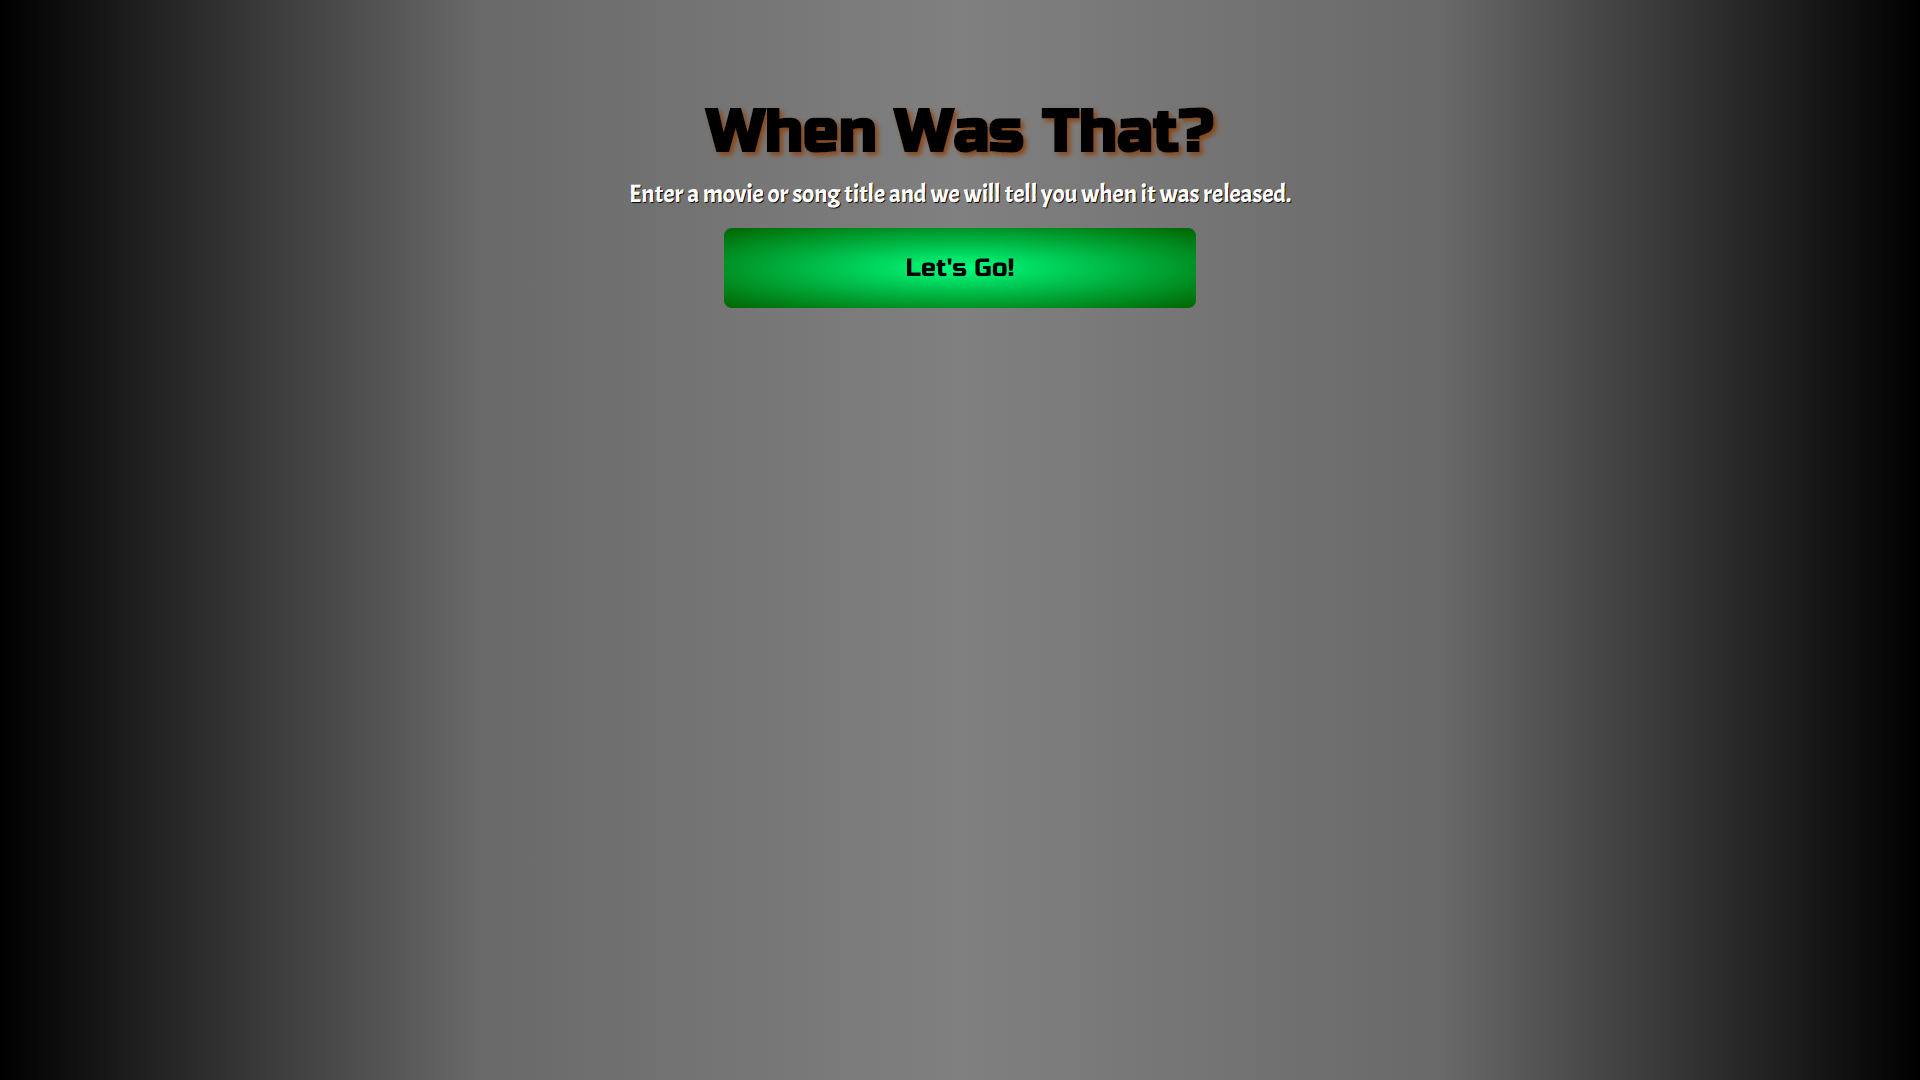 When Was That?
Enter a movie or song title and we will tell you when it was released.
Let's Go!